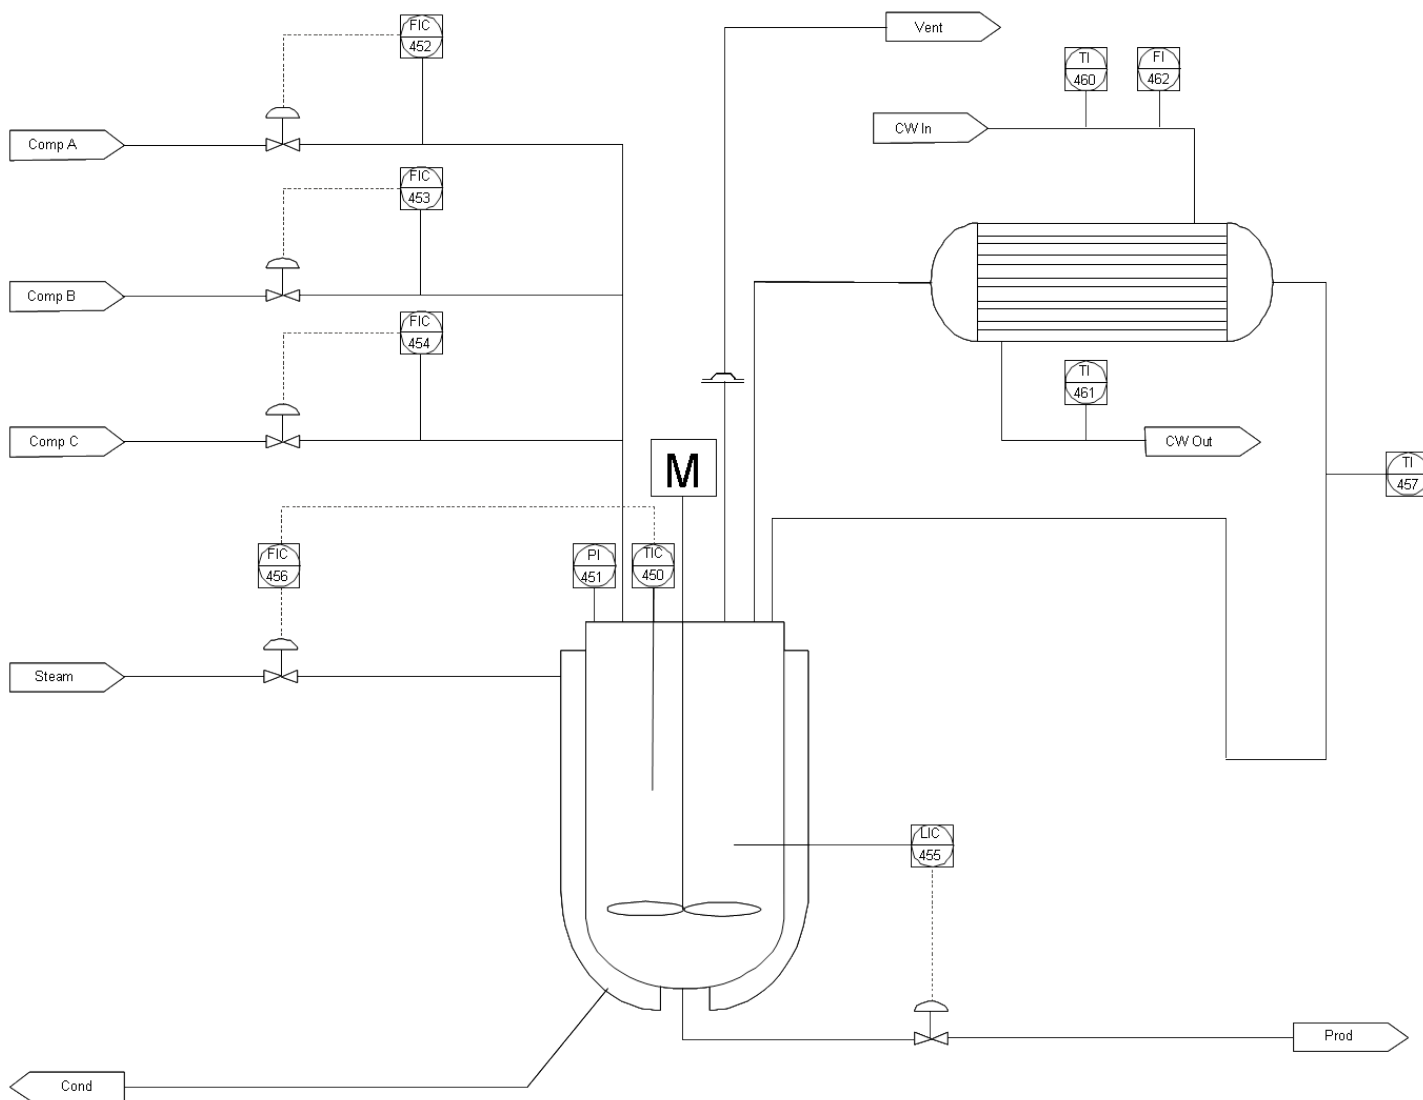 FIC
452
Vent
TI
460
FI
462
Comp A
CW In
FIC
453
Comp B
FIC
454
TI
461
Comp C
CW Out
M
TI
457
FIC
456
PI
451
TIC
450
Steam
LIC
455
Prod
Cond